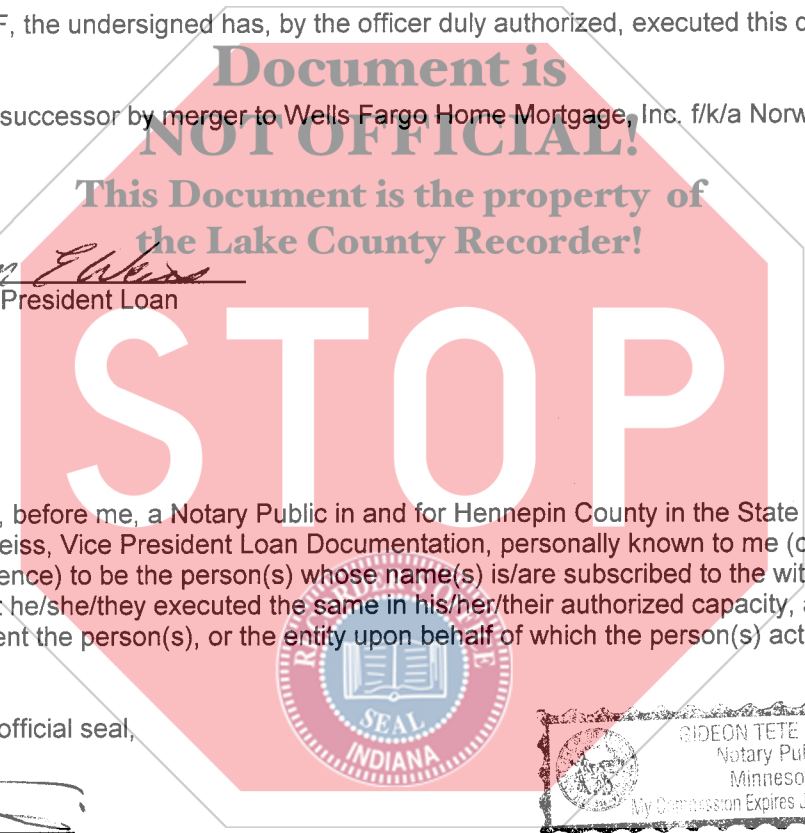 F, the undersigned has, by the officer duly authorized, executed this
Document is
successor by merger to Wells Fargo Home Mortgage, Inc. f/k/a Norw
NOT OFFICIAL!
This Document is the property of
the Lake County Recorder!
E Weiss
President Loan
STOP
, before me, a Notary Public in and for Hennepin County in the State
eiss, Vice President Loan Documentation, personally known to me (
ence) to be the person(s) whose name(s) is/are subscribed to the wit
he/she/they executed the same in his/her/their authorized capacity,
ent the person(s), or the entity upon behalf of which the person(s) act
RECORDER'S OFFICE
SEAL
INDIANA
official seal,
GIDEON TETE
Notary Pu
Minneso
My Commission Expires J